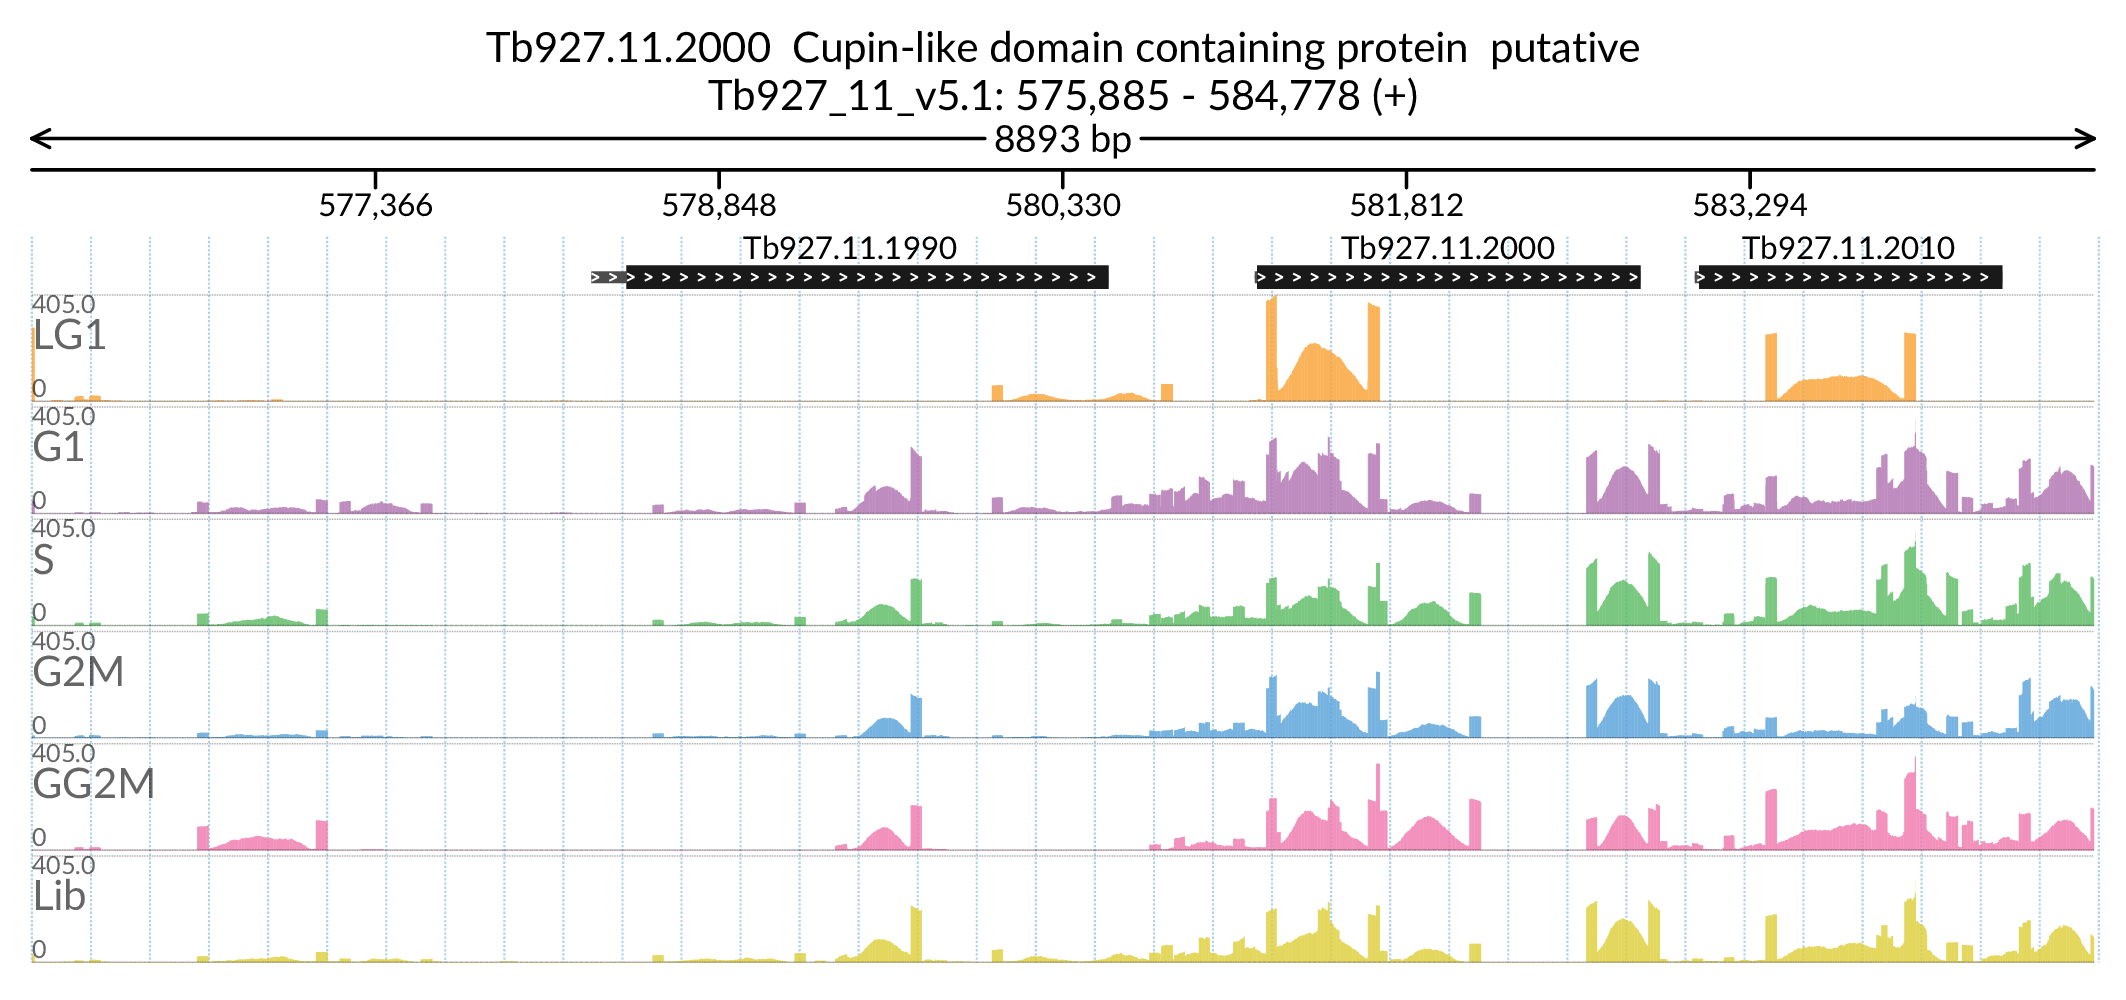 Tb927.11.2000  Cupin-like domain containing protein  putative
Tb927_11_v5.1: 575,885 - 584,778 (+)
8893 bp
577,366 578,848 580,330 581,812 583,294
Tb927.11.1990 Tb927.11.2000 Tb927.11.2010
405.0
LG1
0
405.0
G1
0
405.0
S
0
405.0
G2M
0
405.0
GG2M
0
405.0
Lib
0